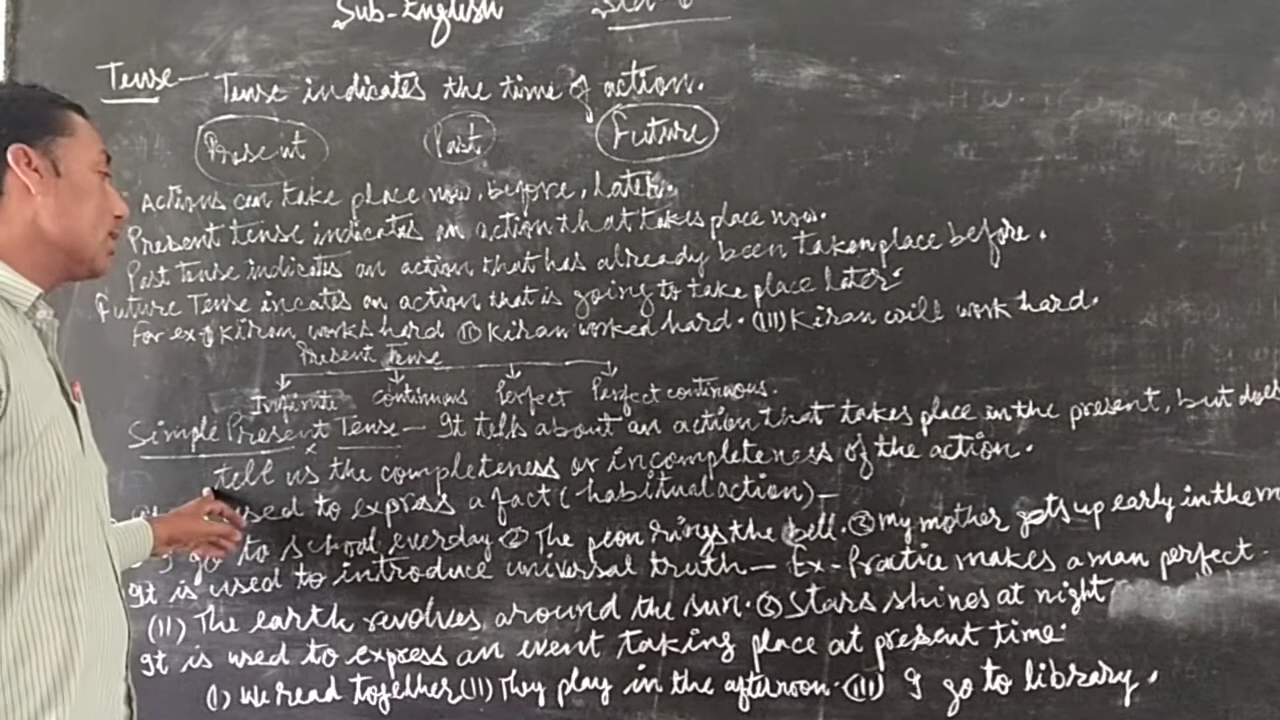 Sub-English Std-6
Tense- Tense indicates the time of action.
Present Past Future
Actions can take place now, before, later.
Present tense indicates an action that takes place now.
Past tense indicates an action that has already been taken place before.
Future Tense incates an action that is going to take place later.
For ex-(I) Kiran works hard (II) Kiran worked hard. (III) Kiran will work hard.
Present Tense
Infinite continuous Perfect Perfect continuous.
Simple Present Tense- It tells about an action that takes place in the present, but does
tell us the completeness or incompleteness of the action.
used to express a fact (habitual action)-
I go to school everday (2) The peon rings the bell. (3) My mother gets up early in the m
It is used to introduce universal truth- Ex- Practice makes a man perfect.
(II) The earth revolves around the sun. (3) Stars shines at night
It is used to express an event taking place at present time.
(I) We read together (II) They play in the afternoon. (III) I go to library.